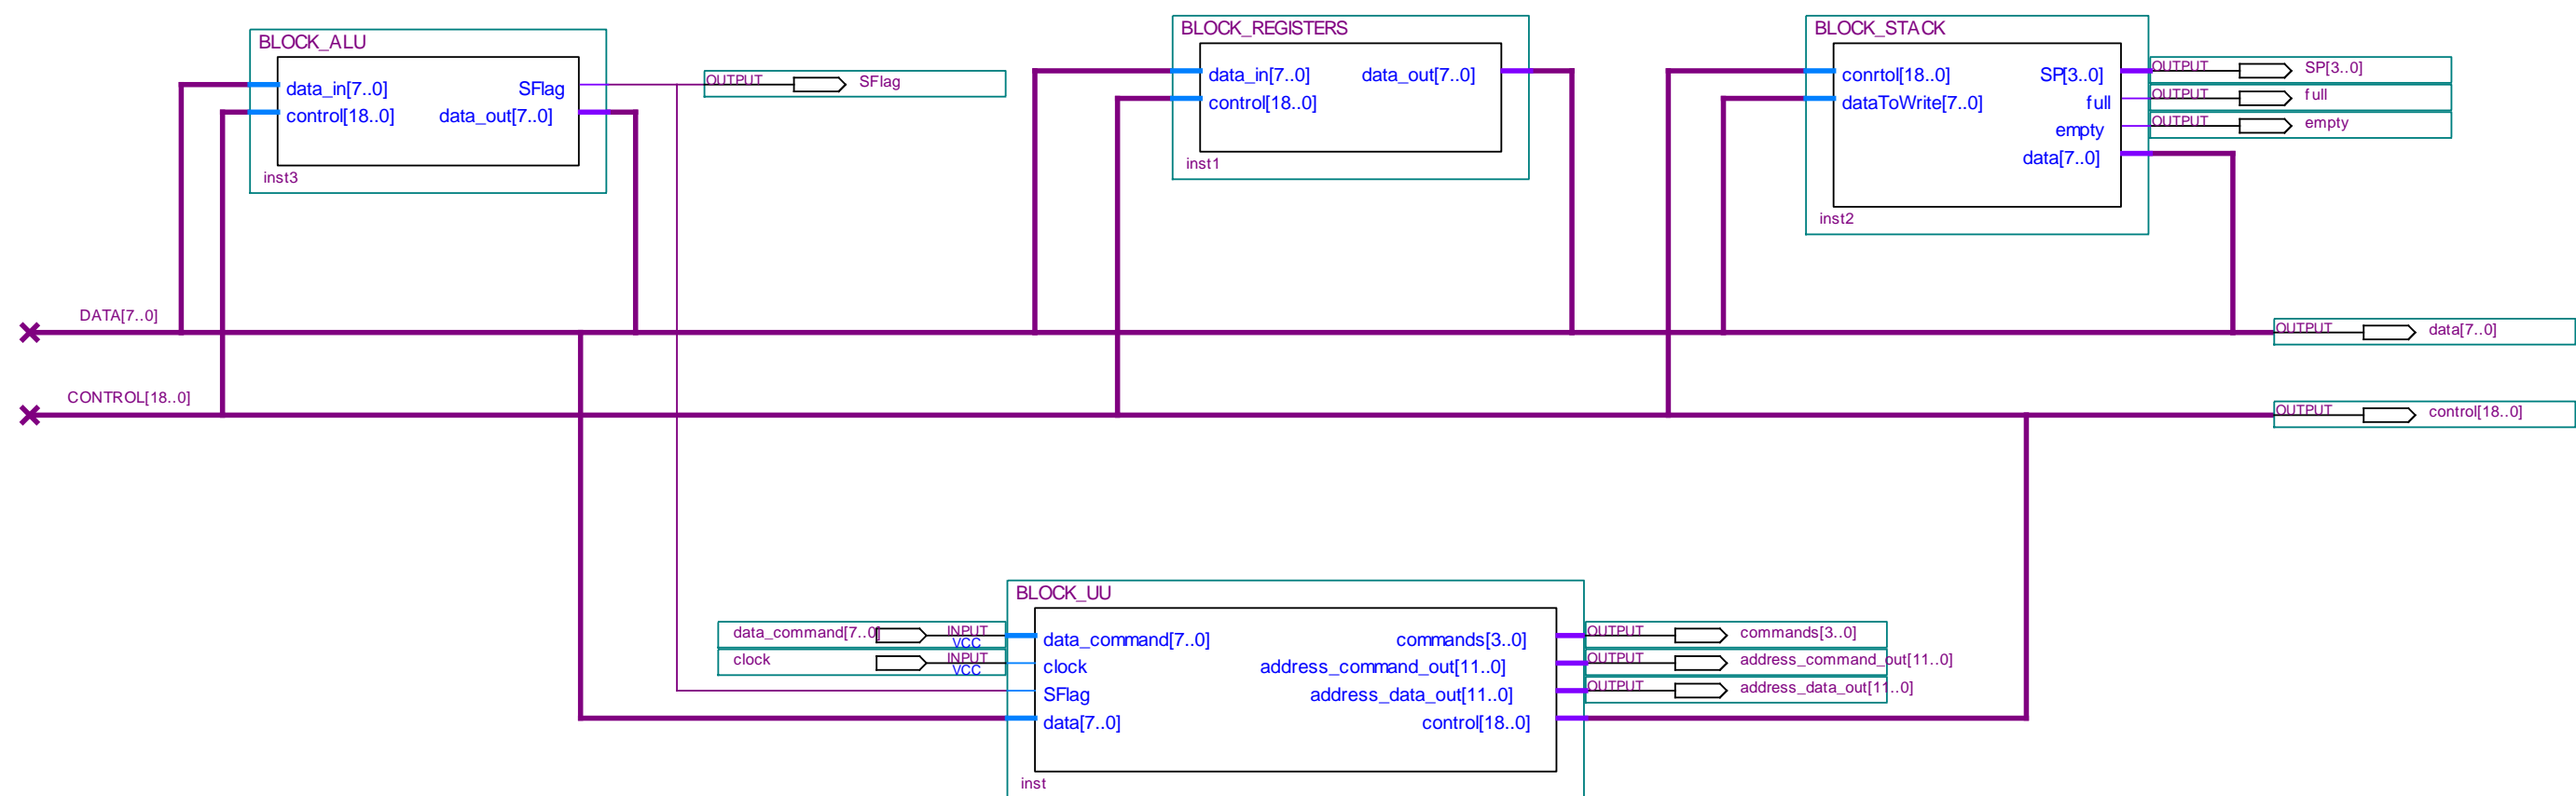 BLOCK_ALU
data_in[7..0]
SFlag
control[18..0]
data_out[7..0]
inst3
OUTPUT
SFlag
BLOCK_REGISTERS
data_in[7..0]
data_out[7..0]
control[18..0]
inst1
BLOCK_STACK
conrtol[18..0]
SP[3..0]
dataToWrite[7..0]
full
empty
data[7..0]
inst2
OUTPUT
SP[3..0]
OUTPUT
full
OUTPUT
empty
DATA[7..0]
OUTPUT
data[7..0]
CONTROL[18..0]
OUTPUT
control[18..0]
BLOCK_UU
data_command[7..0]
INPUT
VCC
clock
INPUT
VCC
data_command[7..0]
commands[3..0]
clock
address_command_out[11..0]
SFlag
address_data_out[11..0]
data[7..0]
control[18..0]
inst
OUTPUT
commands[3..0]
OUTPUT
address_command_out[11..0]
OUTPUT
address_data_out[11..0]